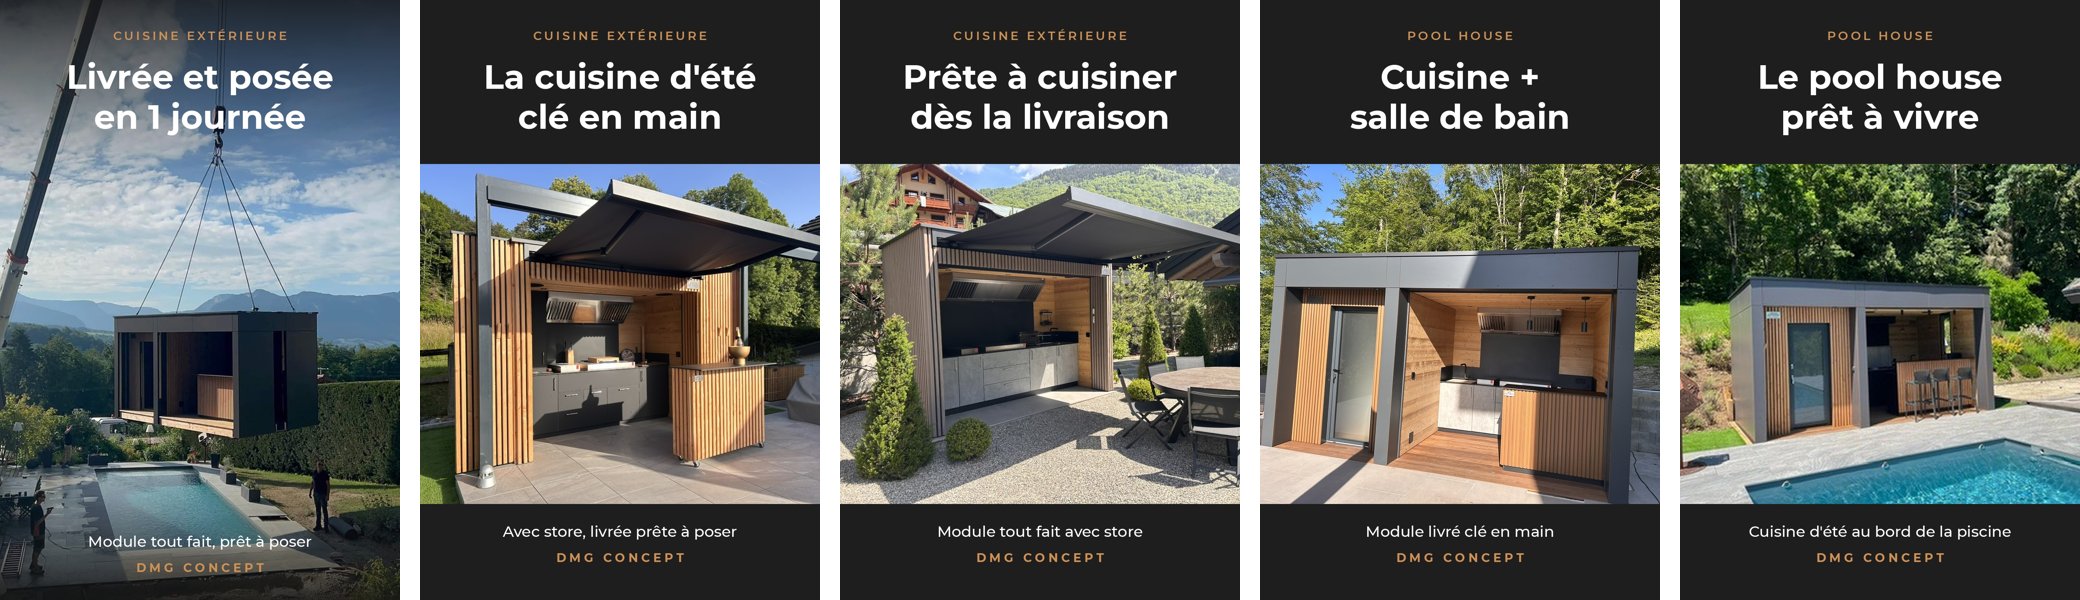 CUISINE EXTÉRIEURE
Livrée et posée
en 1 journée
Module tout fait, prêt à poser
DMG CONCEPT
CUISINE EXTÉRIEURE
La cuisine d'été
clé en main
Avec store, livrée prête à poser
DMG CONCEPT
CUISINE EXTÉRIEURE
Prête à cuisiner
dès la livraison
Module tout fait avec store
DMG CONCEPT
POOL HOUSE
Cuisine +
salle de bain
Module livré clé en main
DMG CONCEPT
POOL HOUSE
Le pool house
prêt à vivre
Cuisine d'été au bord de la piscine
DMG CONCEPT